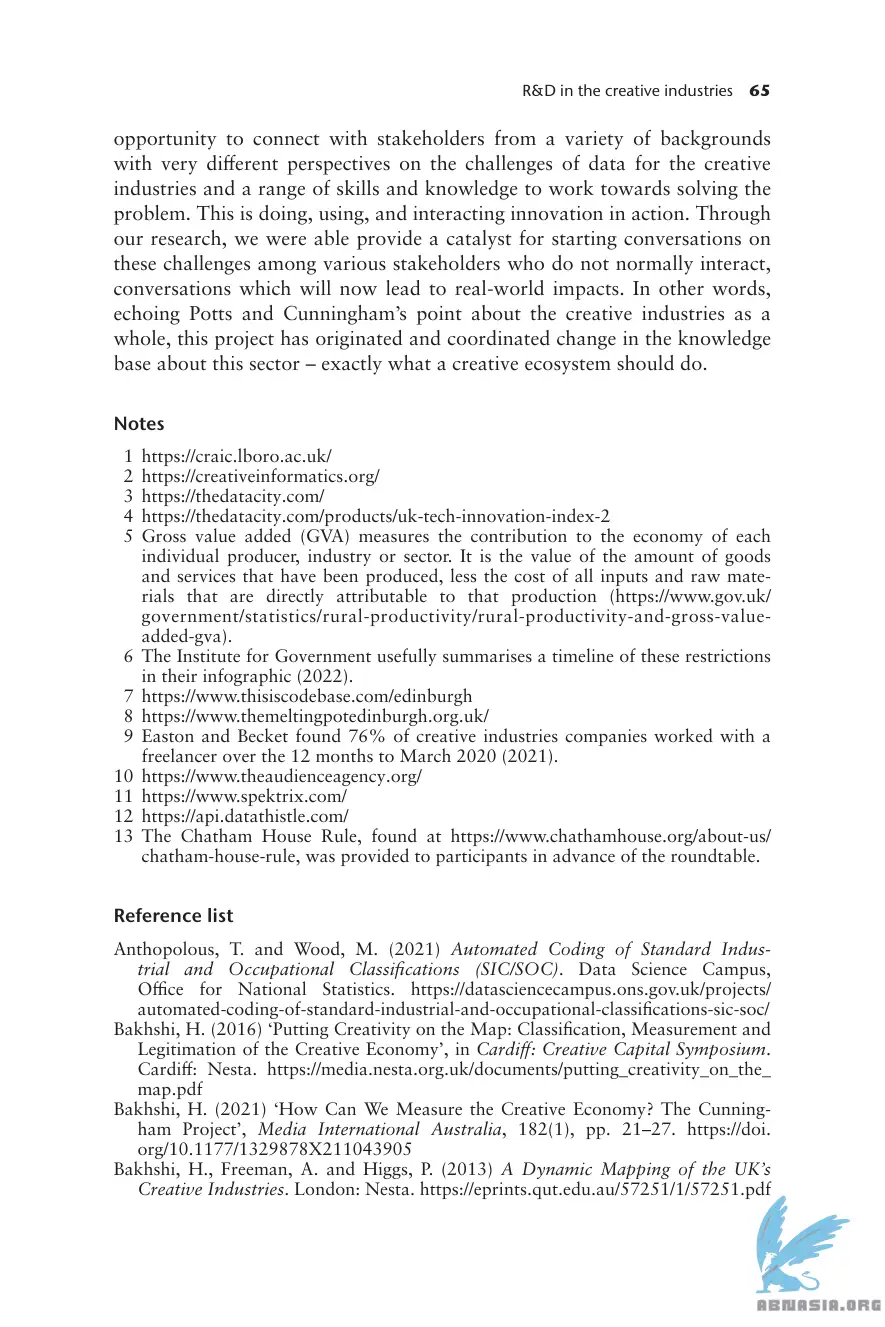 R&D in the creative industries 65
opportunity to connect with stakeholders from a variety of backgrounds
with very different perspectives on the challenges of data for the creative
industries and a range of skills and knowledge to work towards solving the
problem. This is doing, using, and interacting innovation in action. Through
our research, we were able provide a catalyst for starting conversations on
these challenges among various stakeholders who do not normally interact,
conversations which will now lead to real-world impacts. In other words,
echoing Potts and Cunningham’s point about the creative industries as a
whole, this project has originated and coordinated change in the knowledge
base about this sector – exactly what a creative ecosystem should do.
Notes
1 https://craic.lboro.ac.uk/
2 https://creativeinformatics.org/
3 https://thedatacity.com/
4 https://thedatacity.com/products/uk-tech-innovation-index-2
5 Gross value added (GVA) measures the contribution to the economy of each
individual producer, industry or sector. It is the value of the amount of goods
and services that have been produced, less the cost of all inputs and raw mate-
rials that are directly attributable to that production (https://www.gov.uk/
government/statistics/rural-productivity/rural-productivity-and-gross-value-
added-gva).
6 The Institute for Government usefully summarises a timeline of these restrictions
in their infographic (2022).
7 https://www.thisiscodebase.com/edinburgh
8 https://www.themeltingpotedinburgh.org.uk/
9 Easton and Becket found 76% of creative industries companies worked with a
freelancer over the 12 months to March 2020 (2021).
10 https://www.theaudienceagency.org/
11 https://www.spektrix.com/
12 https://api.datathistle.com/
13 The Chatham House Rule, found at https://www.chathamhouse.org/about-us/
chatham-house-rule, was provided to participants in advance of the roundtable.
Reference list
Anthopolous, T. and Wood, M. (2021) Automated Coding of Standard Indus-
trial and Occupational Classifications (SIC/SOC). Data Science Campus,
Office for National Statistics. https://datasciencecampus.ons.gov.uk/projects/
automated-coding-of-standard-industrial-and-occupational-classifications-sic-soc/
Bakhshi, H. (2016) ‘Putting Creativity on the Map: Classification, Measurement and
Legitimation of the Creative Economy’, in Cardiff: Creative Capital Symposium.
Cardiff: Nesta. https://media.nesta.org.uk/documents/putting_creativity_on_the_
map.pdf
Bakhshi, H. (2021) ‘How Can We Measure the Creative Economy? The Cunning-
ham Project’, Media International Australia, 182(1), pp. 21–27. https://doi.
org/10.1177/1329878X211043905
Bakhshi, H., Freeman, A. and Higgs, P. (2013) A Dynamic Mapping of the UK’s
Creative Industries. London: Nesta. https://eprints.qut.edu.au/57251/1/57251.pdf
ABNASIA.ORG